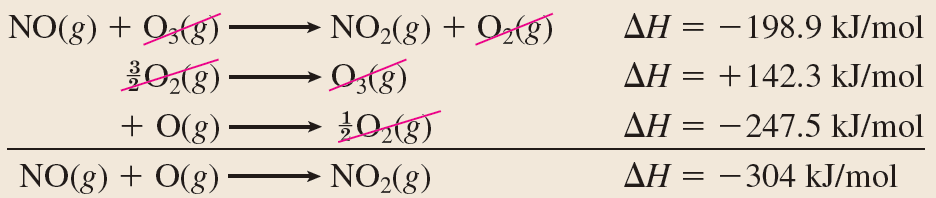 NO(g) + O₃(g) ⟶ NO₂(g) + O₂(g) ΔH = −198.9 kJ/mol
3/2O₂(g) ⟶ O₃(g) ΔH = +142.3 kJ/mol
+ O(g) ⟶ 1/2O₂(g) ΔH = −247.5 kJ/mol
NO(g) + O(g) ⟶ NO₂(g) ΔH = −304 kJ/mol